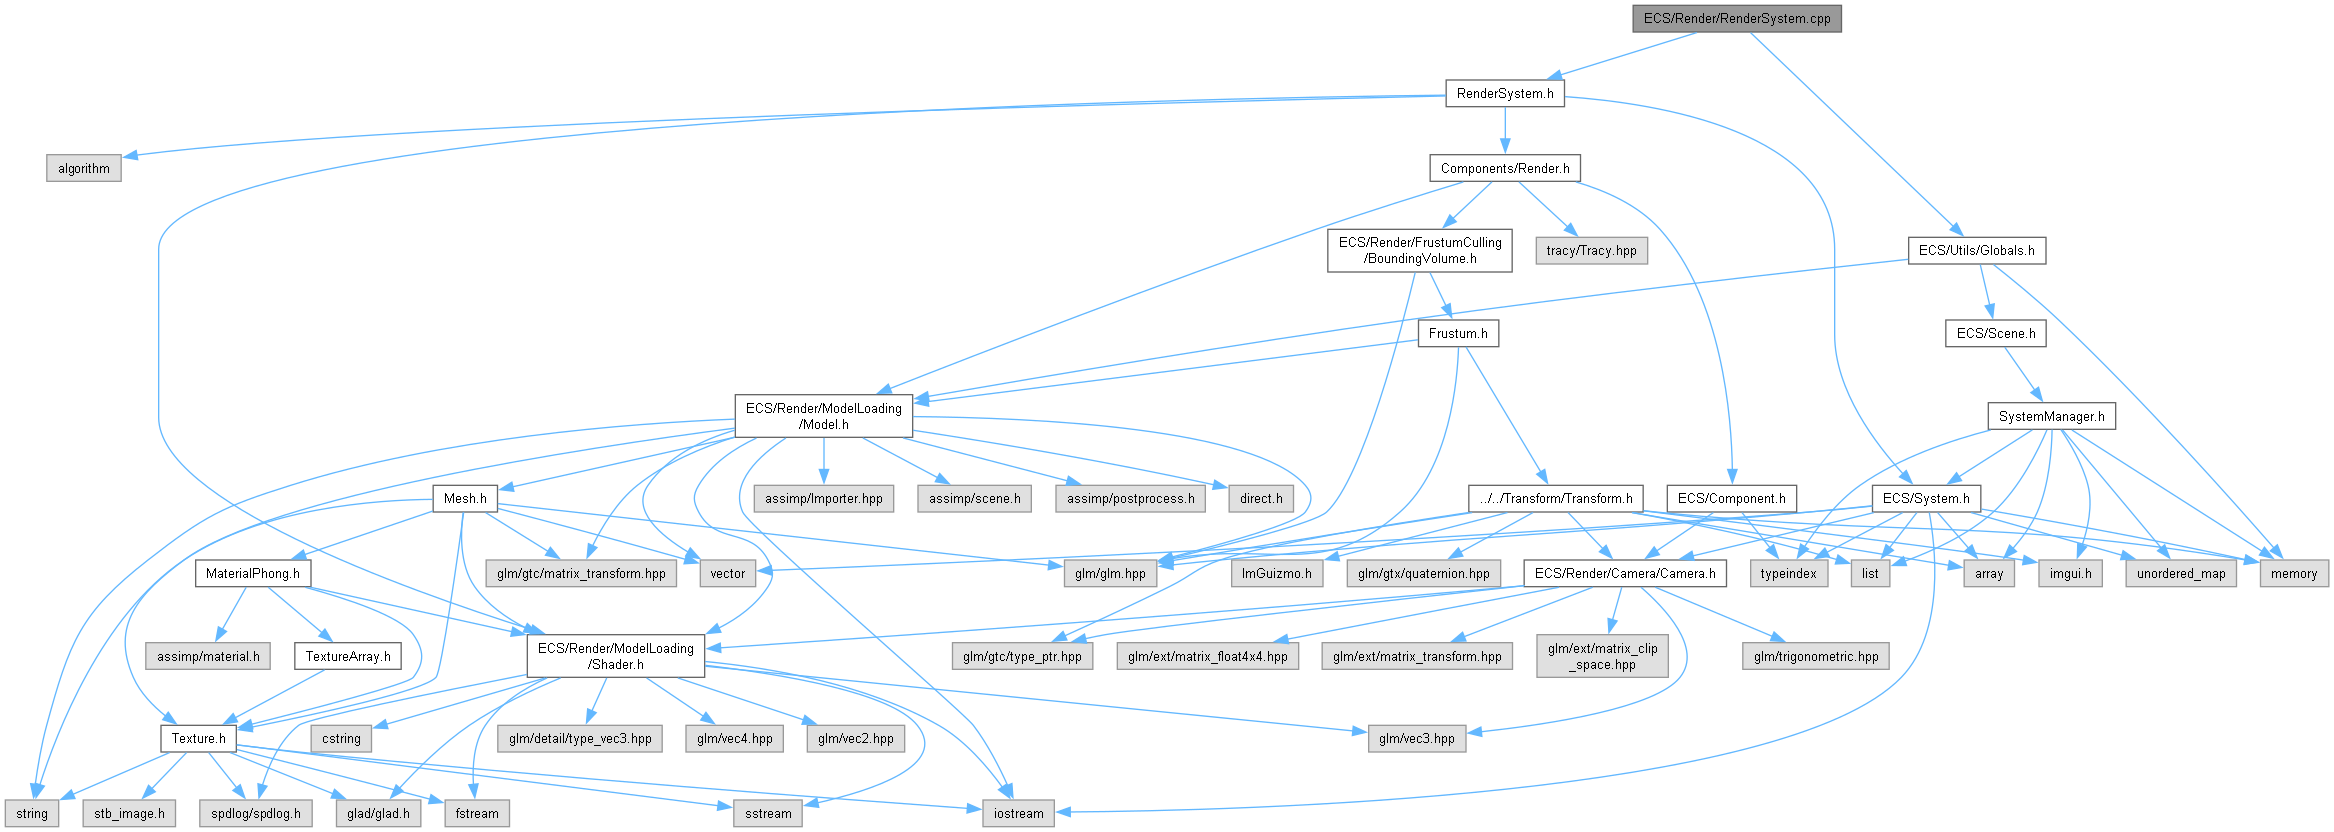 ECS/Render/RenderSystem.cpp
RenderSystem.h
algorithm
Components/Render.h
ECS/Render/FrustumCulling
/BoundingVolume.h
tracy/Tracy.hpp
ECS/Utils/Globals.h
Frustum.h
ECS/Scene.h
ECS/Render/ModelLoading
/Model.h
SystemManager.h
Mesh.h
assimp/Importer.hpp
assimp/scene.h
assimp/postprocess.h
direct.h
../../Transform/Transform.h
ECS/Component.h
ECS/System.h
MaterialPhong.h
glm/gtc/matrix_transform.hpp
vector
glm/glm.hpp
ImGuizmo.h
glm/gtx/quaternion.hpp
ECS/Render/Camera/Camera.h
typeindex
list
array
imgui.h
unordered_map
memory
assimp/material.h
TextureArray.h
ECS/Render/ModelLoading
/Shader.h
glm/gtc/type_ptr.hpp
glm/ext/matrix_float4x4.hpp
glm/ext/matrix_transform.hpp
glm/ext/matrix_clip
_space.hpp
glm/trigonometric.hpp
Texture.h
cstring
glm/detail/type_vec3.hpp
glm/vec4.hpp
glm/vec2.hpp
glm/vec3.hpp
string
stb_image.h
spdlog/spdlog.h
glad/glad.h
fstream
sstream
iostream